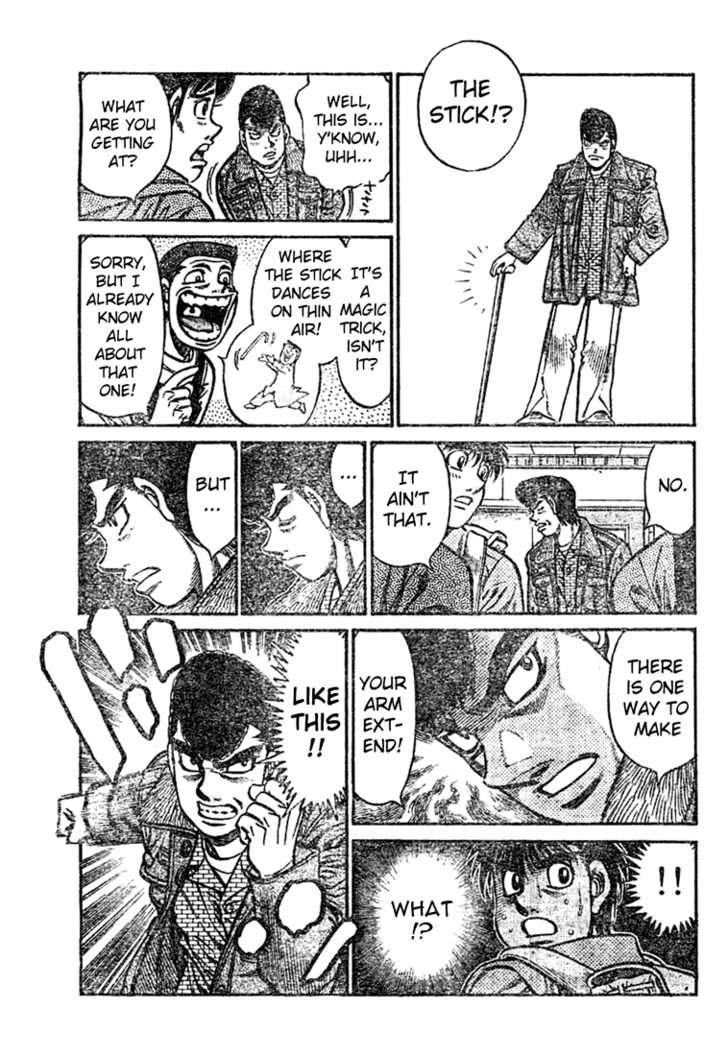 THE
STICK!?
WELL,
THIS IS...
Y'KNOW,
UHH...
WHAT
ARE YOU
GETTING
AT?
IT'S
A
MAGIC
TRICK,
ISN'T
IT?
WHERE
THE STICK
DANCES
ON THIN
AIR!
SORRY,
BUT I
ALREADY
KNOW
ALL
ABOUT
THAT
ONE!
NO.
IT
AIN'T
THAT.
...
BUT
...
THERE
IS ONE
WAY TO
MAKE
YOUR
ARM
EXT-
END!
LIKE
THIS
!!
!!
WHAT
!?